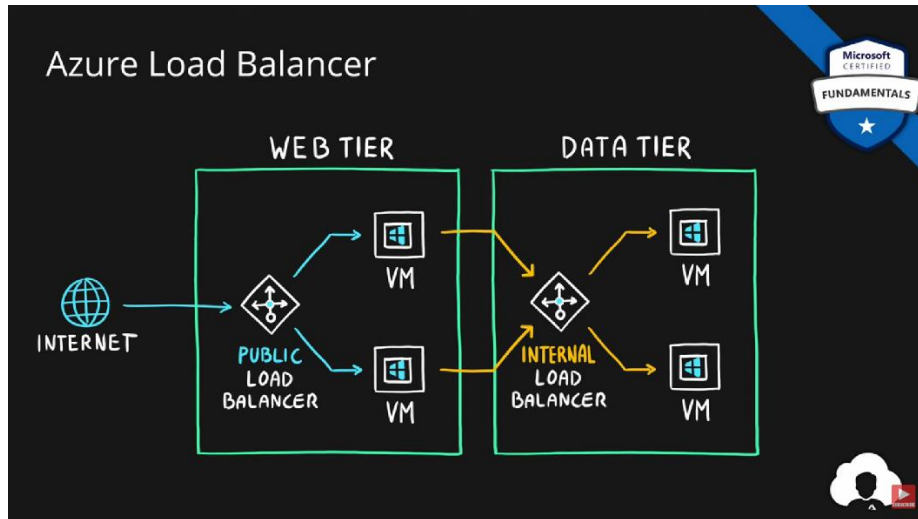 Azure Load Balancer
Microsoft
CERTIFIED
FUNDAMENTALS
WEB TIER
DATA TIER
INTERNET
PUBLIC
LOAD
BALANCER
VM
VM
INTERNAL
LOAD
BALANCER
VM
VM